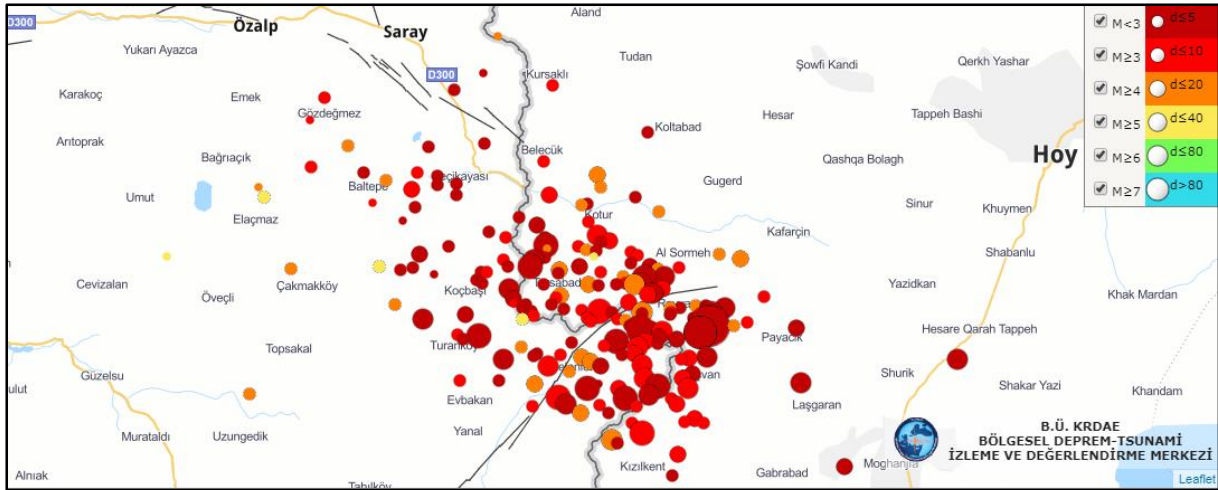 D300
Özalp
Saray
Aland
Yukarı Ayazca
Tudan
D300
Kursaklı
Şowfi Kandi
Qerkh Yashar
Karakoç
Emek
Gözdeğmez
Hesar
Tappeh Bashi
Koltabad
Arıtoprak
Belecük
Bağrıaçık
Qashqa Bolagh
Hoy
Baltepe
Gugerd
Umut
Elaçmaz
Kotur
Sinur
Khuymen
Kafarçin
Al Sormeh
Shabanlu
Cevizalan
Öveçli
Çakmakköy
Koçbaşı
Yazidkan
Khak Mardan
Hesare Qarah Tappeh
Topsakal
Turanköy
Payacik
Güzelsu
Shurik
Shakar Yazi
Khandam
Evbakan
Laşgaran
Murataldı
Uzungedik
Yanal
Kızılkent
Gabrabad
Alnıak
M<3 d≤5
M≥3 d≤10
M≥4 d≤20
M≥5 d≤40
M≥6 d≤80
M≥7 d>80
B.Ü. KRDAE
BÖLGESEL DEPREM-TSUNAMİ
İZLEME VE DEĞERLENDİRME MERKEZİ
Leaflet